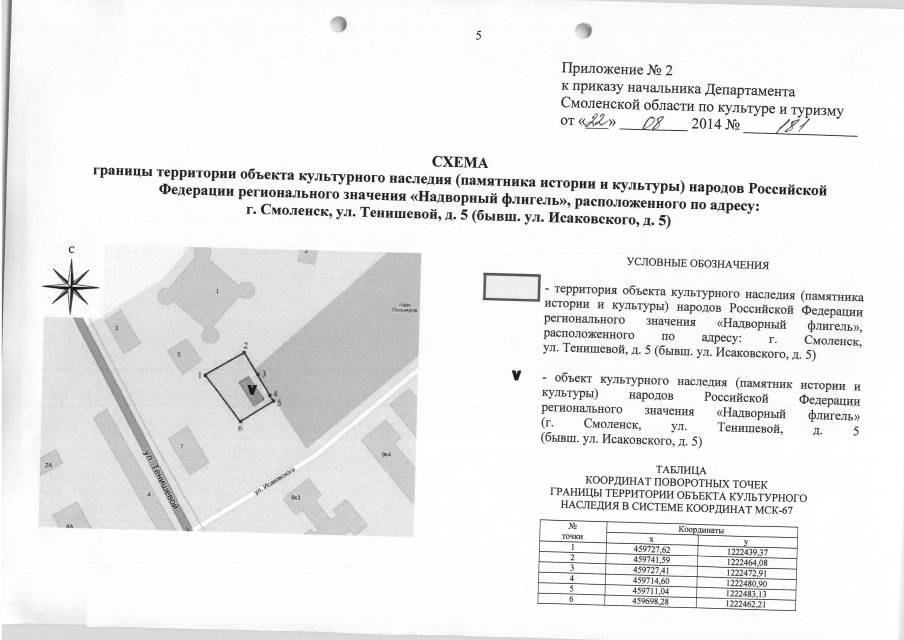 5
Приложение № 2
к приказу начальника Департамента
Смоленской области по культуре и туризму
от «22» 08 2014 № 181
СХЕМА
границы территории объекта культурного наследия (памятника истории и культуры) народов Российской
Федерации регионального значения «Надворный флигель», расположенного по адресу:
г. Смоленск, ул. Тенишевой, д. 5 (бывш. ул. Исаковского, д. 5)
С
1
3
5
парк
Пионеров
2
1
3
V
4
5
6
7
2А
4
4А
ул. Тенишевой
ул. Исаковского
9к3
9к4
УСЛОВНЫЕ ОБОЗНАЧЕНИЯ
- территория объекта культурного наследия (памятника
истории и культуры) народов Российской Федерации
регионального значения «Надворный флигель»,
расположенного по адресу: г. Смоленск,
ул. Тенишевой, д. 5 (бывш. ул. Исаковского, д. 5)
V
- объект культурного наследия (памятник истории и
культуры) народов Российской Федерации
регионального значения «Надворный флигель»
(г. Смоленск, ул. Тенишевой, д. 5
(бывш. ул. Исаковского, д. 5)
ТАБЛИЦА
КООРДИНАТ ПОВОРОТНЫХ ТОЧЕК
ГРАНИЦЫ ТЕРРИТОРИИ ОБЪЕКТА КУЛЬТУРНОГО
НАСЛЕДИЯ В СИСТЕМЕ КООРДИНАТ МСК-67
№ точки Координаты
x y
1 459727,62 1222439,37
2 459741,59 1222464,08
3 459727,41 1222472,91
4 459714,60 1222480,90
5 459711,04 1222483,13
6 459698,28 1222462,21